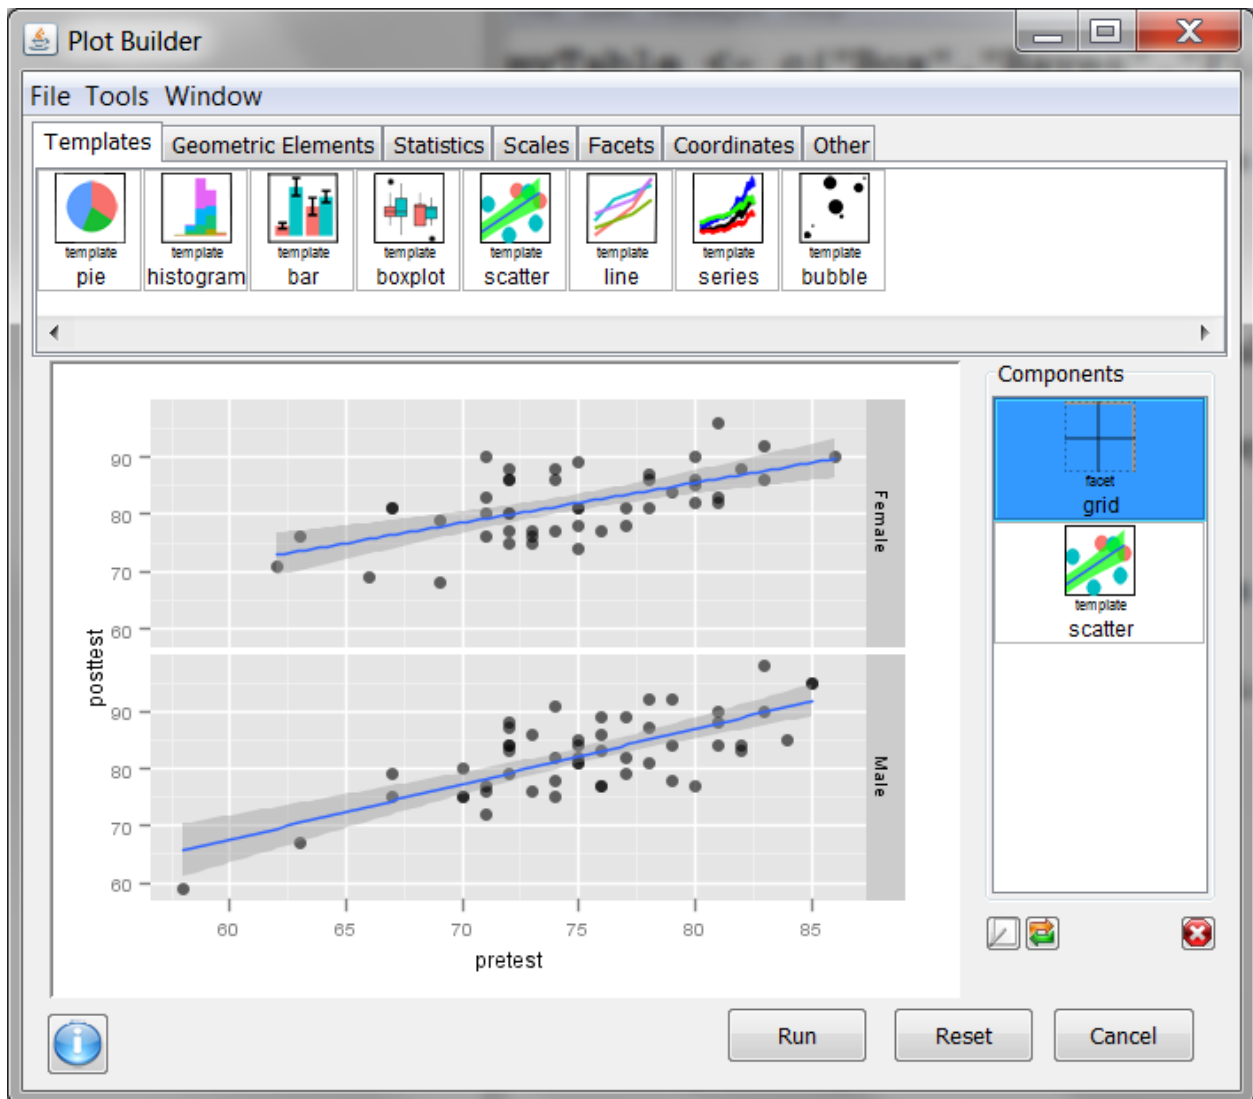 Plot Builder
File Tools Window
Templates Geometric Elements Statistics Scales Facets Coordinates Other
template template template template template template template template
pie histogram bar boxplot scatter line series bubble
Components
facet
grid
template
scatter
90
80
70
60
Female
posttest
90
80
70
60
Male
60 65 70 75 80 85
pretest
Run Reset Cancel